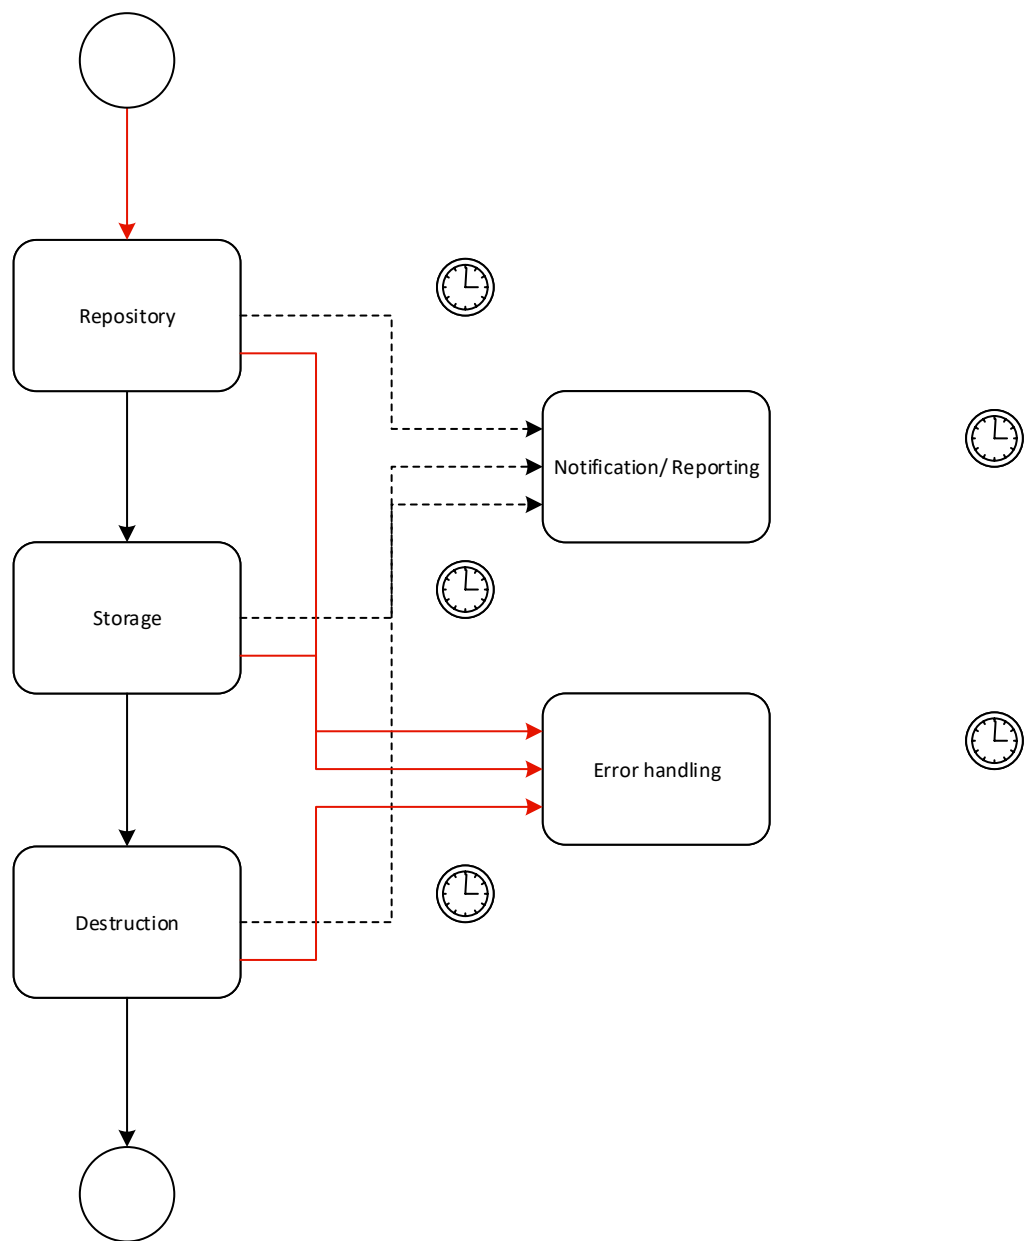 Repository
Notification/ Reporting
Storage
Error handling
Destruction